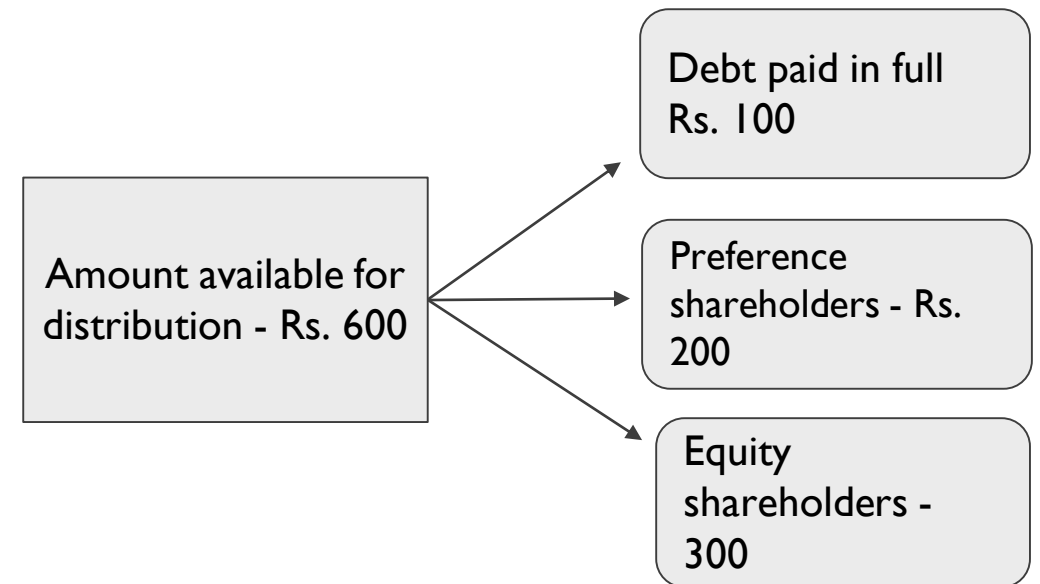 Debt paid in full
Rs. 100
Amount available for
distribution - Rs. 600
Preference
shareholders - Rs.
200
Equity
shareholders -
300